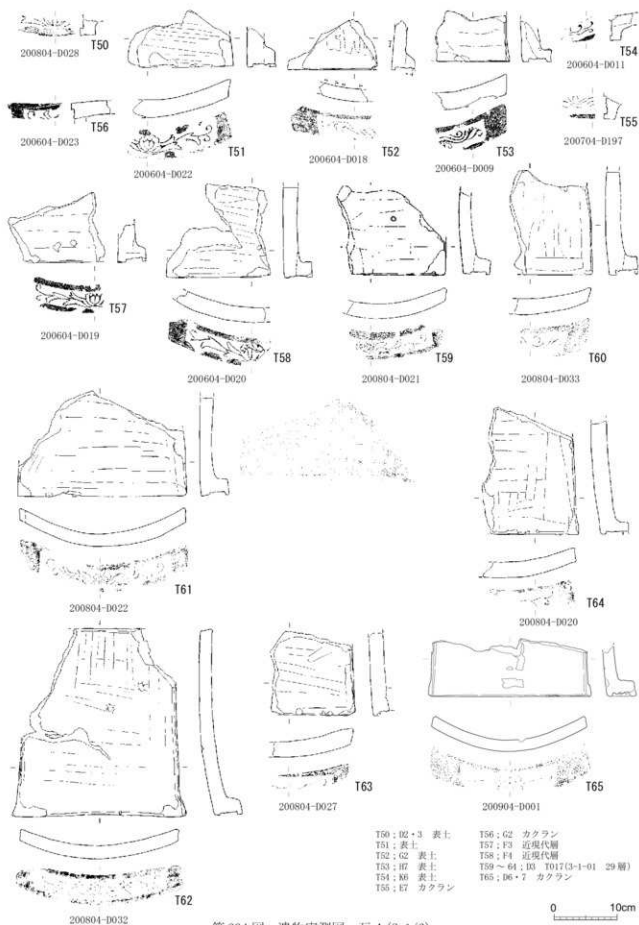 T50
200804-D028
T51
200604-D022
T52
200604-D018
T53
200604-D009
T54
200604-D011
T55
200704-D197
T56
200604-D023
T57
200604-D019
T58
200604-D020
T59
200804-D021
T60
200804-D033
T61
200804-D022
T64
200804-D020
T62
200804-D032
T63
200804-D027
T65
200904-D001
T50 ; D2・3 表土
T51 ; 表土
T52 ; G2 表土
T53 ; H7 表土
T54 ; K6 表土
T55 ; E7 カクラン
T56 ; G2 カクラン
T57 ; F3 近現代層
T58 ; F4 近現代層
T59 ～ 64 ; D3 T017(3-1-01 29 層)
T65 ; D6・7 カクラン
0 10cm